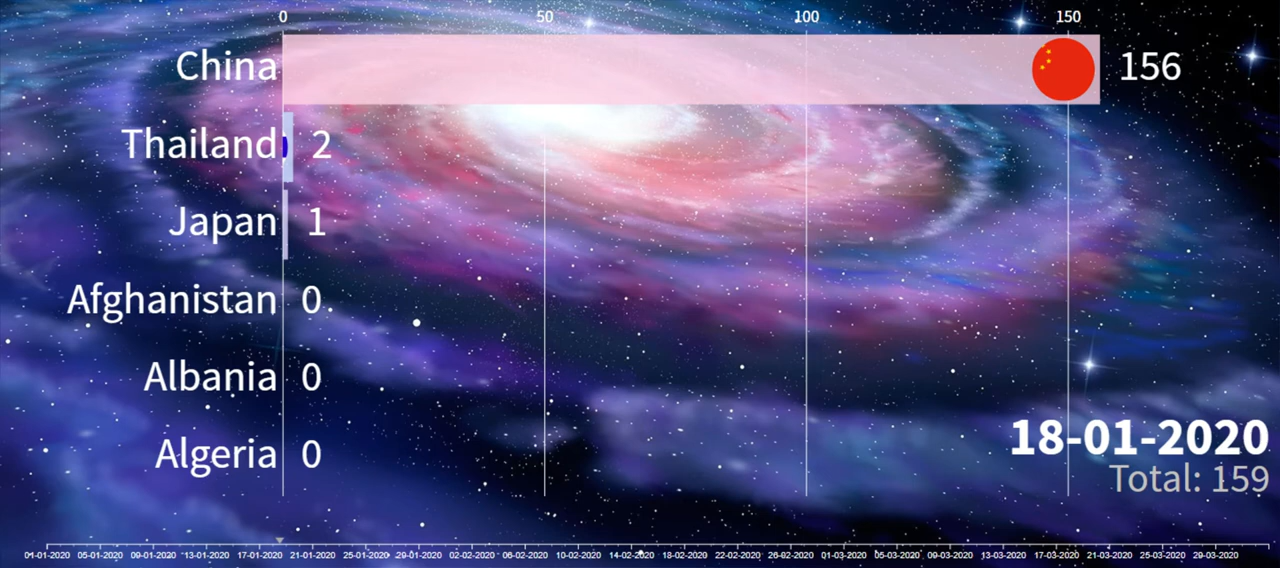 0 50 100 150
China 156
Thailand 2
Japan 1
Afghanistan 0
Albania 0
Algeria 0
18-01-2020
Total: 159
01-01-2020 05-01-2020 09-01-2020 13-01-2020 17-01-2020 21-01-2020 25-01-2020 29-01-2020 02-02-2020 06-02-2020 10-02-2020 14-02-2020 18-02-2020 22-02-2020 26-02-2020 01-03-2020 05-03-2020 09-03-2020 13-03-2020 17-03-2020 21-03-2020 25-03-2020 29-03-2020